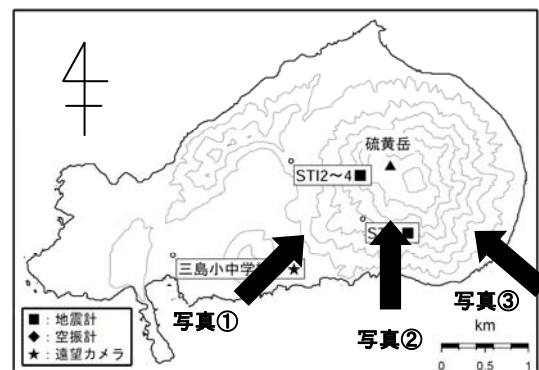 硫黄岳
STI2～4■
ST
■
三島小中学
★
写真①
写真②
写真③
■：地震計
◆：空振計
★：遠望カメラ
km
0 0.5 1